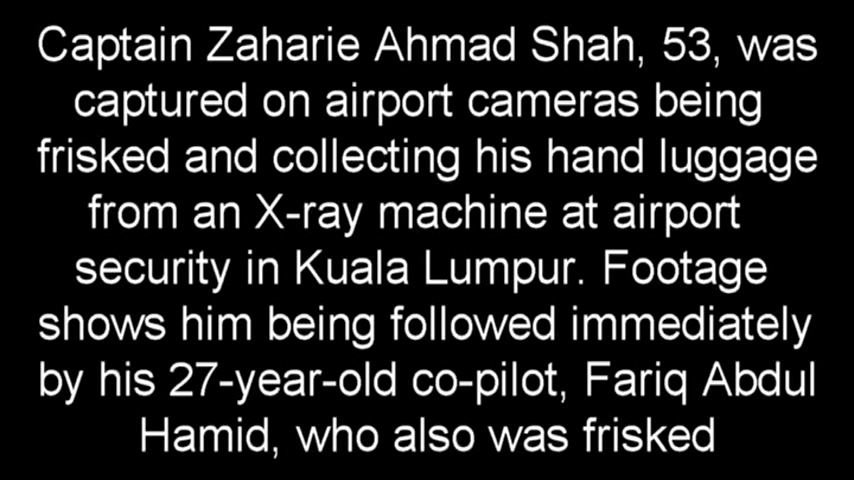 Captain Zaharie Ahmad Shah, 53, was
captured on airport cameras being
frisked and collecting his hand luggage
from an X-ray machine at airport
security in Kuala Lumpur. Footage
shows him being followed immediately
by his 27-year-old co-pilot, Fariq Abdul
Hamid, who also was frisked